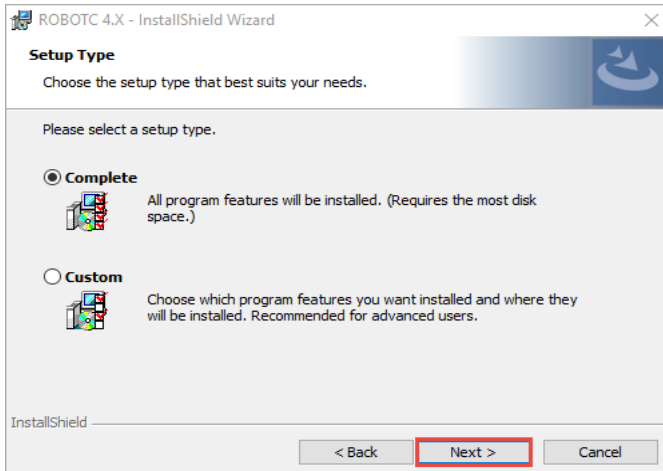 ROBOTC 4.X - InstallShield Wizard
Setup Type
Choose the setup type that best suits your needs.
Please select a setup type.
Complete
All program features will be installed. (Requires the most disk
space.)
Custom
Choose which program features you want installed and where they
will be installed. Recommended for advanced users.
InstallShield
< Back
Next >
Cancel